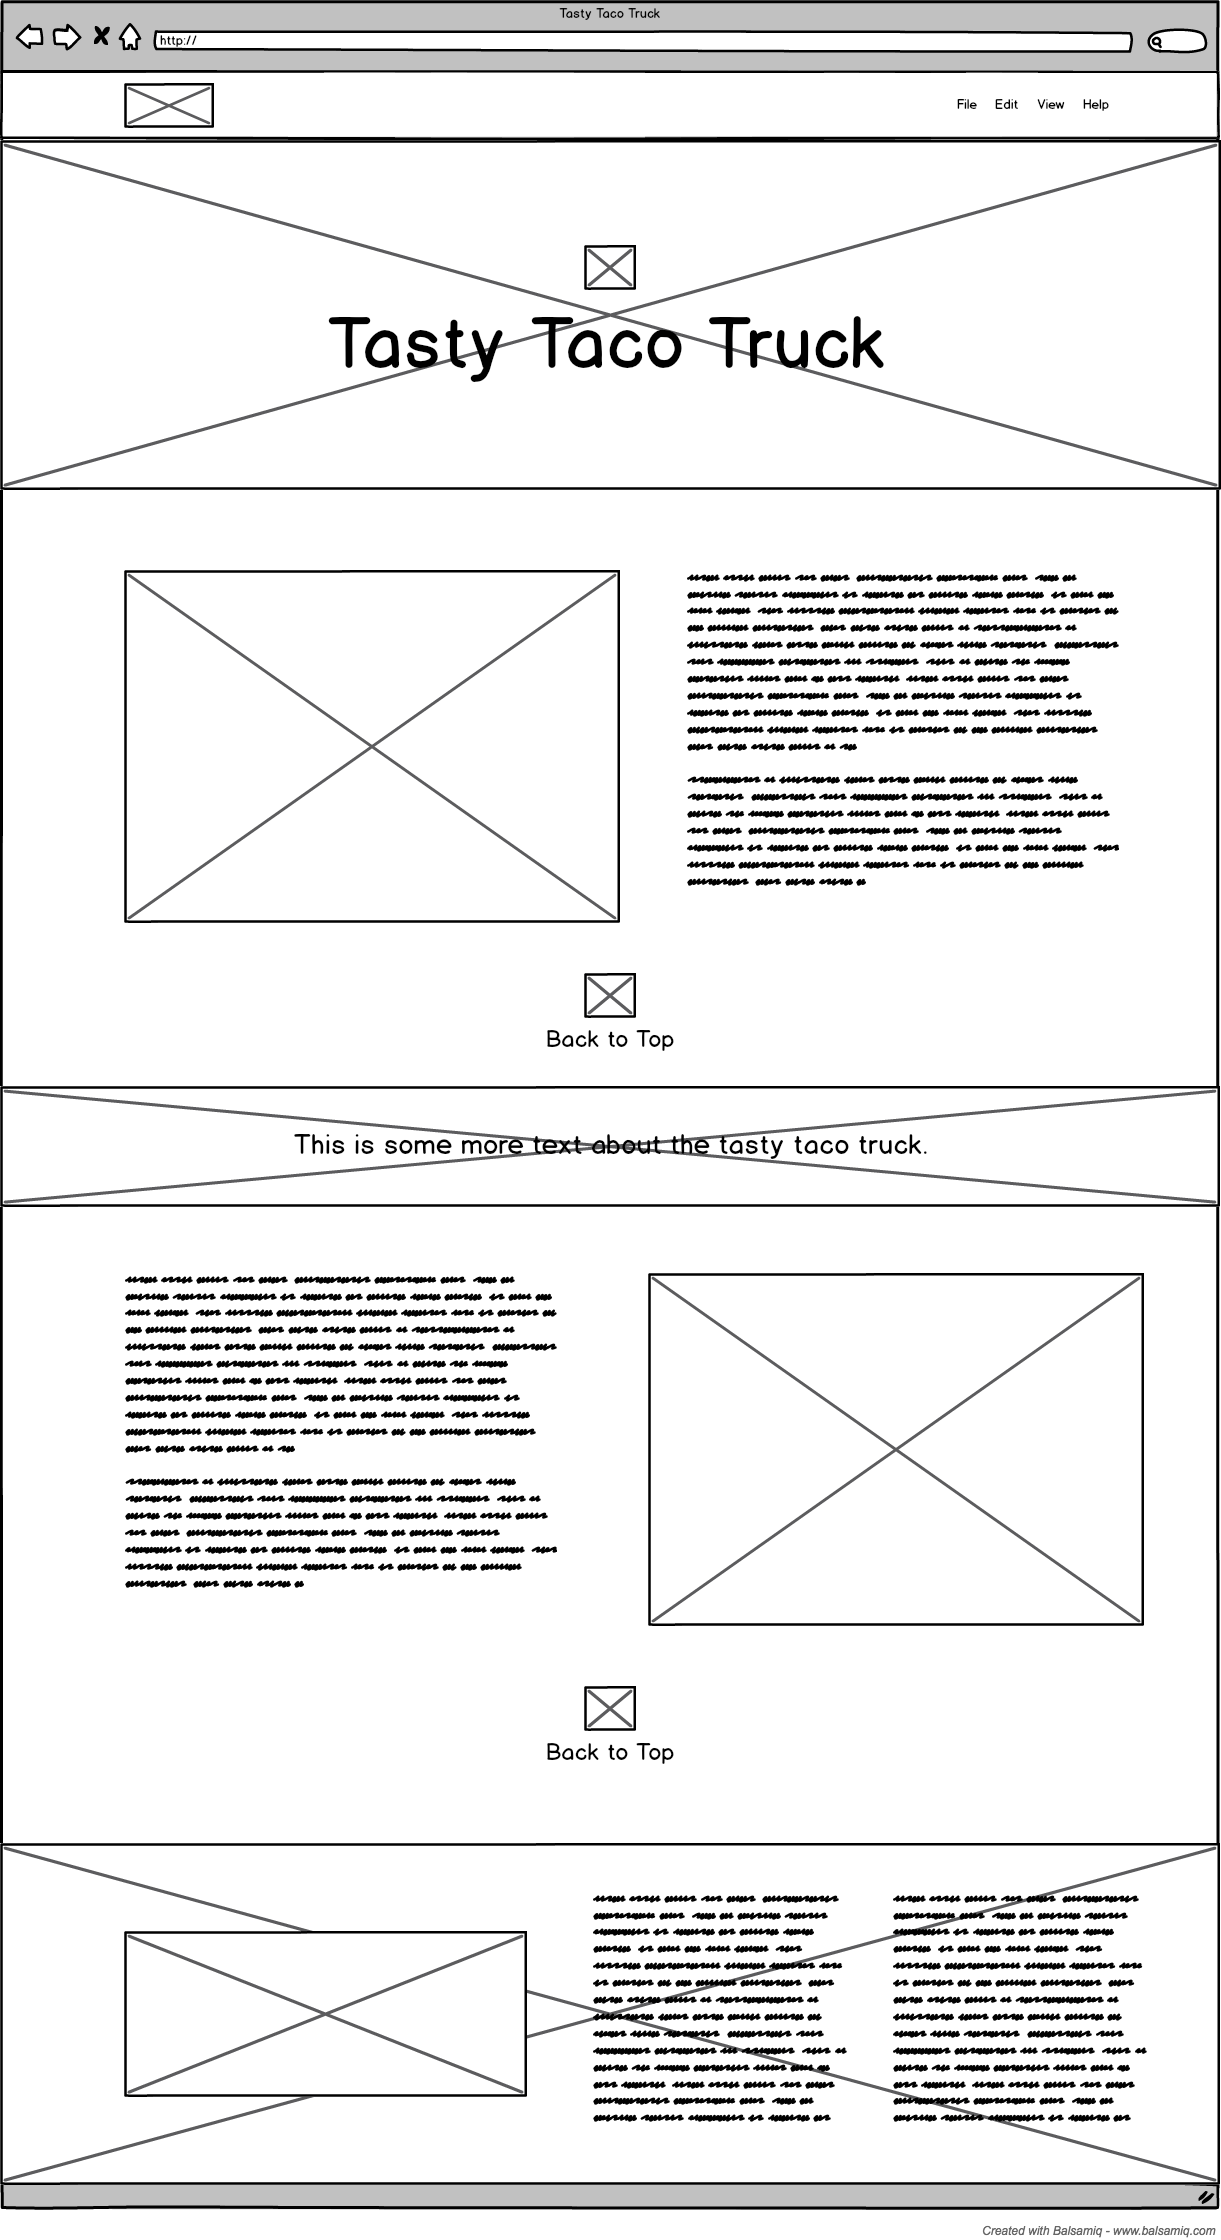 Tasty Taco Truck
http://
File Edit View Help
Tasty Taco Truck
Back to Top
This is some more text about the tasty taco truck.
Back to Top
Created with Balsamiq - www.balsamiq.com